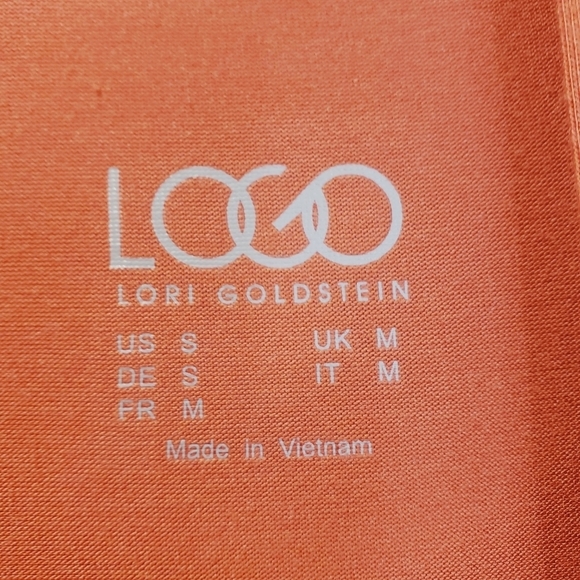 LOGO
LORI GOLDSTEIN
US S UK M
DE S IT M
FR M
Made in Vietnam